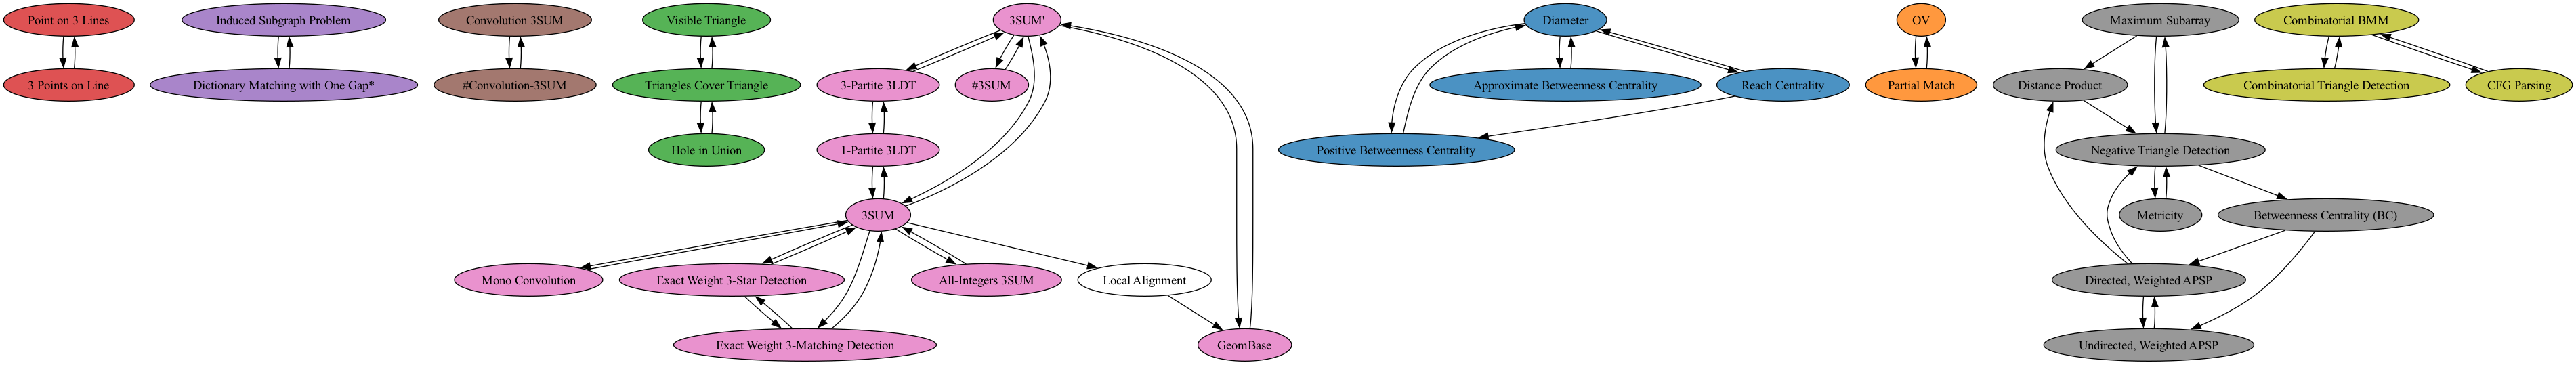 Point on 3 Lines
Induced Subgraph Problem
Convolution 3SUM
Visible Triangle
3SUM'
Diameter
OV
Maximum Subarray
Combinatorial BMM
3 Points on Line
Dictionary Matching with One Gap*
#Convolution-3SUM
Triangles Cover Triangle
3-Partite 3LDT
#3SUM
Approximate Betweenness Centrality
Reach Centrality
Partial Match
Distance Product
Combinatorial Triangle Detection
CFG Parsing
Hole in Union
1-Partite 3LDT
Positive Betweenness Centrality
Negative Triangle Detection
3SUM
Metricity
Betweenness Centrality (BC)
Mono Convolution
Exact Weight 3-Star Detection
All-Integers 3SUM
Local Alignment
Directed, Weighted APSP
Exact Weight 3-Matching Detection
GeomBase
Undirected, Weighted APSP